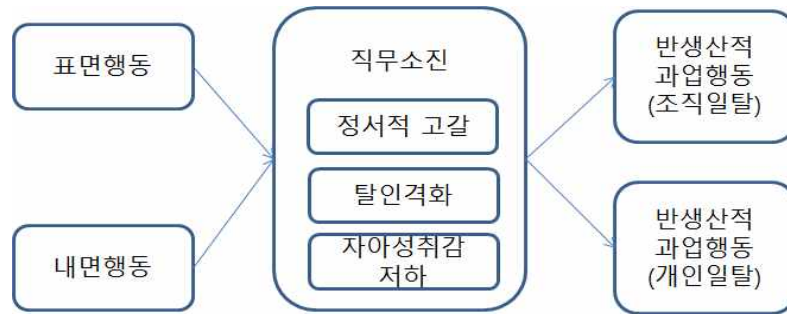 표면행동
내면행동
직무소진
정서적 고갈
탈인격화
자아성취감
저하
반생산적
과업행동
(조직일탈)
반생산적
과업행동
(개인일탈)